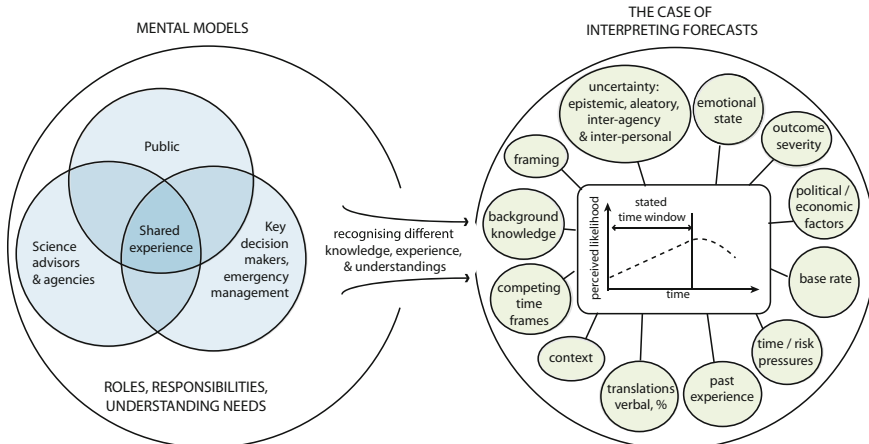 MENTAL MODELS
Public
Science
advisors
& agencies
Shared
experience
Key
decision
makers,
emergency
management
ROLES, RESPONSIBILITIES,
UNDERSTANDING NEEDS
recognising different
knowledge, experience,
& understandings
THE CASE OF
INTERPRETING FORECASTS
uncertainty:
epistemic, aleatory,
inter-agency
& inter-personal
emotional
state
outcome
severity
political /
economic
factors
base rate
time / risk
pressures
past
experience
translations
verbal, %
context
competing
time
frames
background
knowledge
framing
stated
time window
perceived likelihood
time